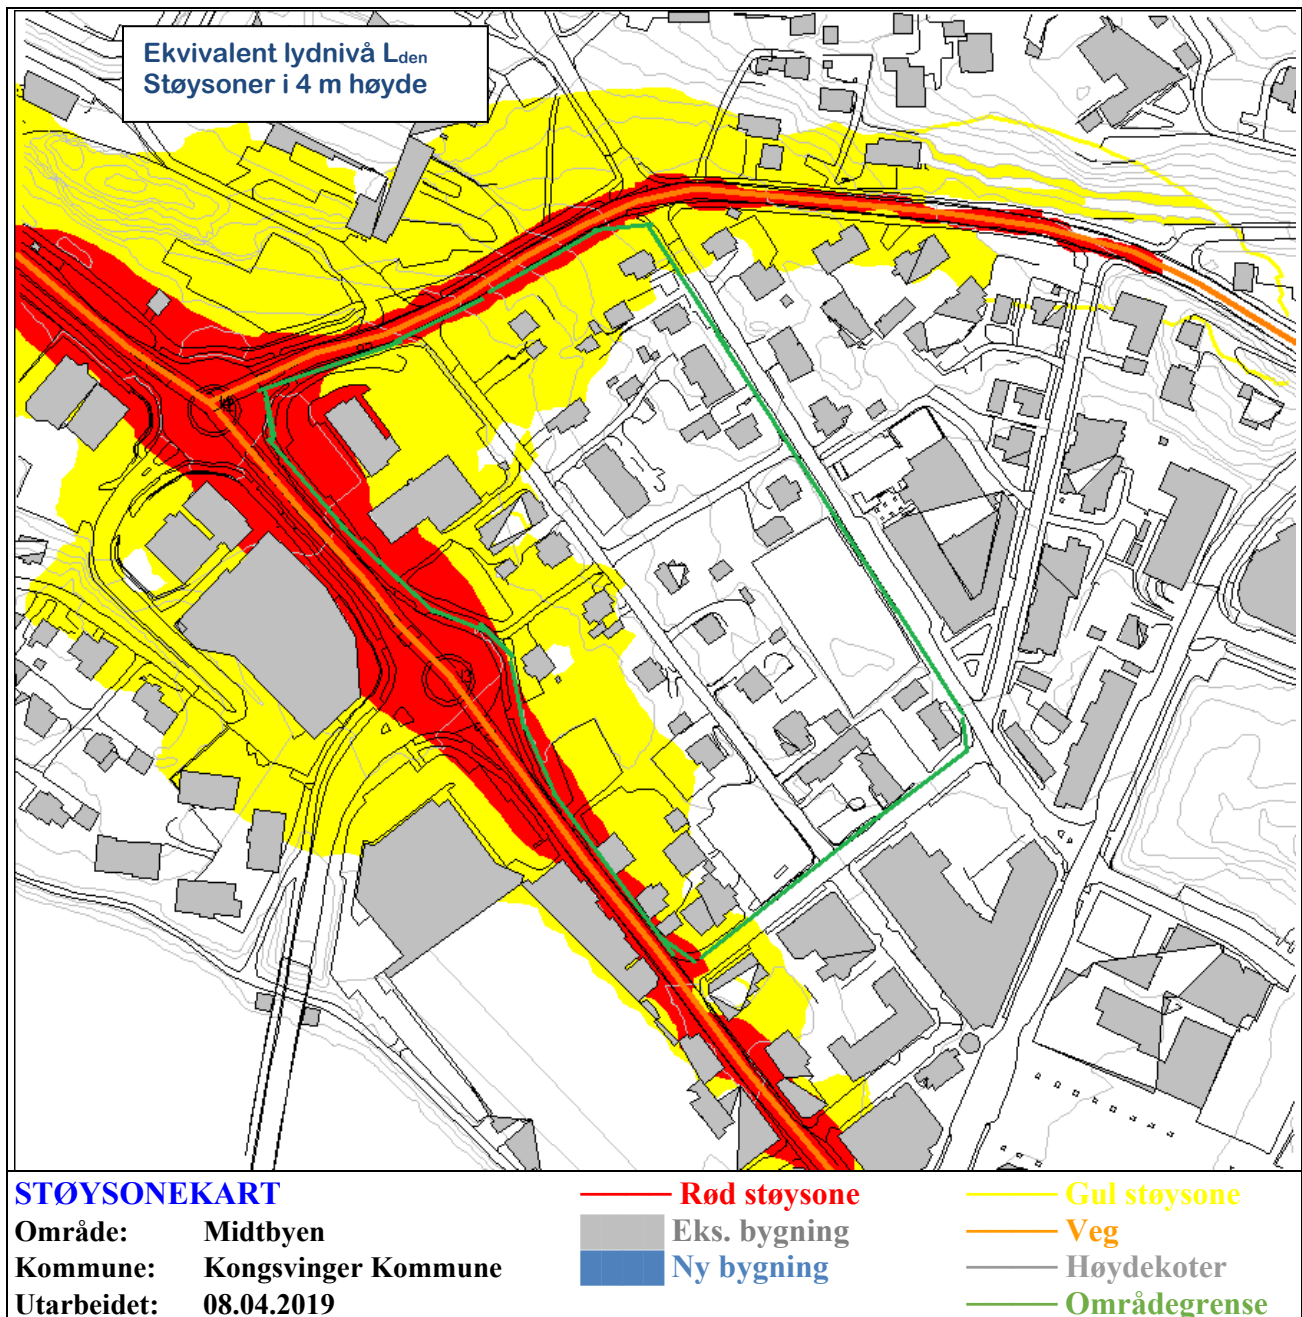 Ekvivalent lydnivå Lden
Støysoner i 4 m høyde
STØYSONEKART
Område: Midtbyen
Kommune: Kongsvinger Kommune
Utarbeidet: 08.04.2019
Rød støysone
Eks. bygning
Ny bygning
Gul støysone
Veg
Høydekoter
Områdegrense